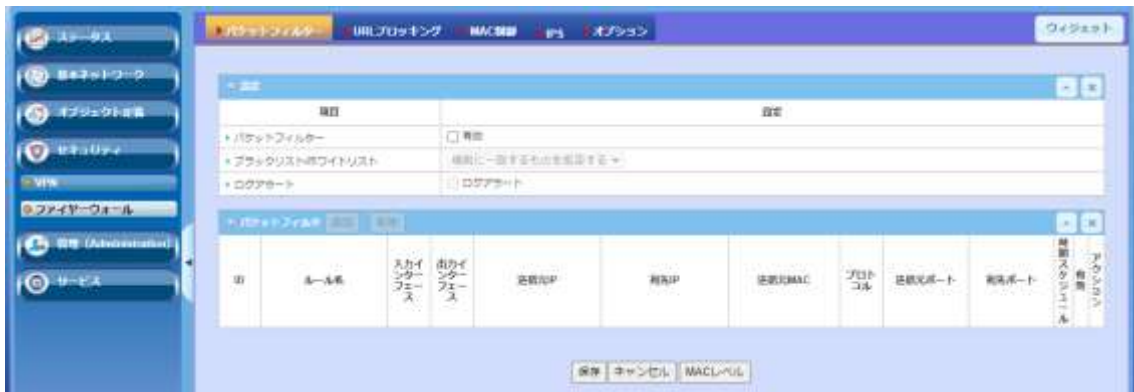 ステータス
基本ネットワーク
オブジェクト定義
セキュリティ
VPN
ファイヤーウォール
管理 (Administration)
サービス
パケットフィルター
URLブロッキング
MAC制御
IPS
オプション
ウィジェット
設定
項目
設定
パケットフィルター
有効
ブラックリスト/ホワイトリスト
ログアラート
ログアラート
パケットフィルタ
ID
ルール名
入力インターフェース
出力インターフェース
送信元IP
宛先IP
送信元MAC
プロトコル
送信元ポート
宛先ポート
時間スケジュール
有効
アクション
保存
キャンセル
MACレベル